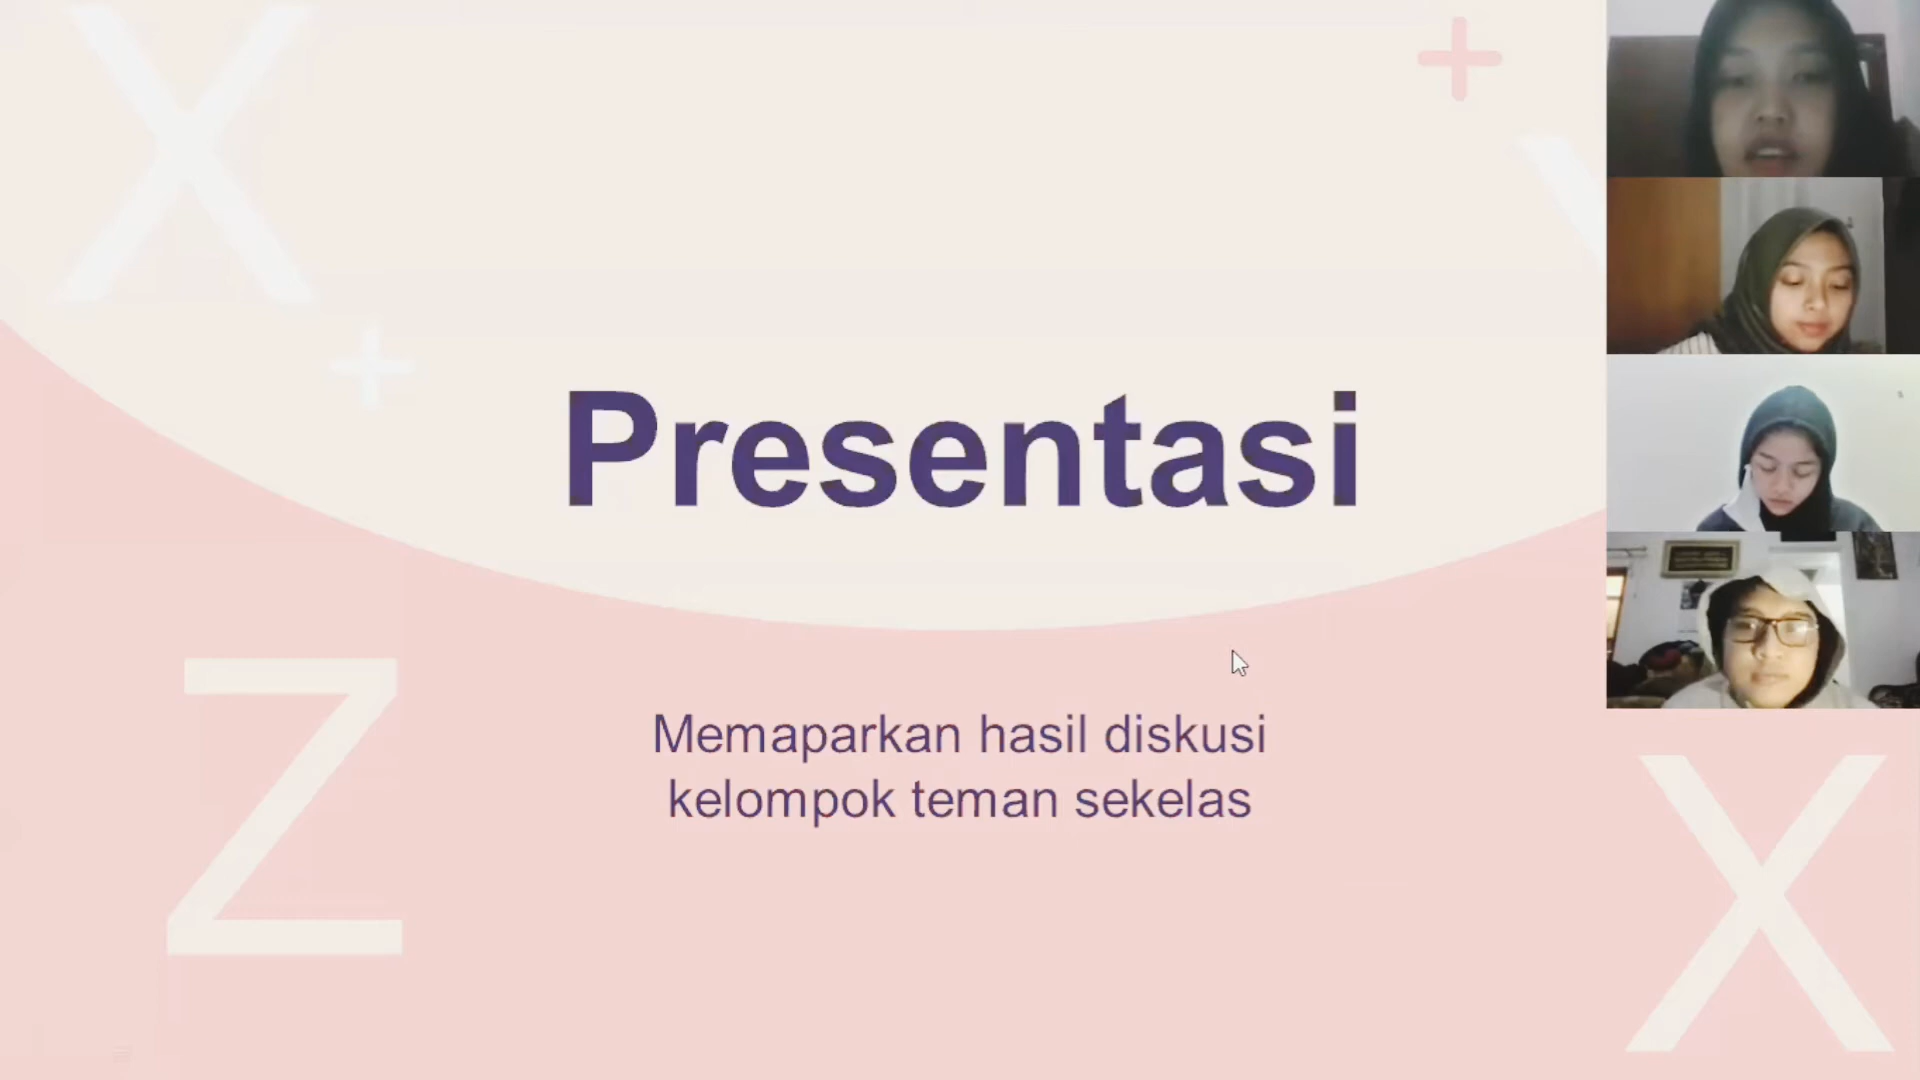 X
+
Y
+
Presentasi
Z
Memaparkan hasil diskusi
kelompok teman sekelas
X